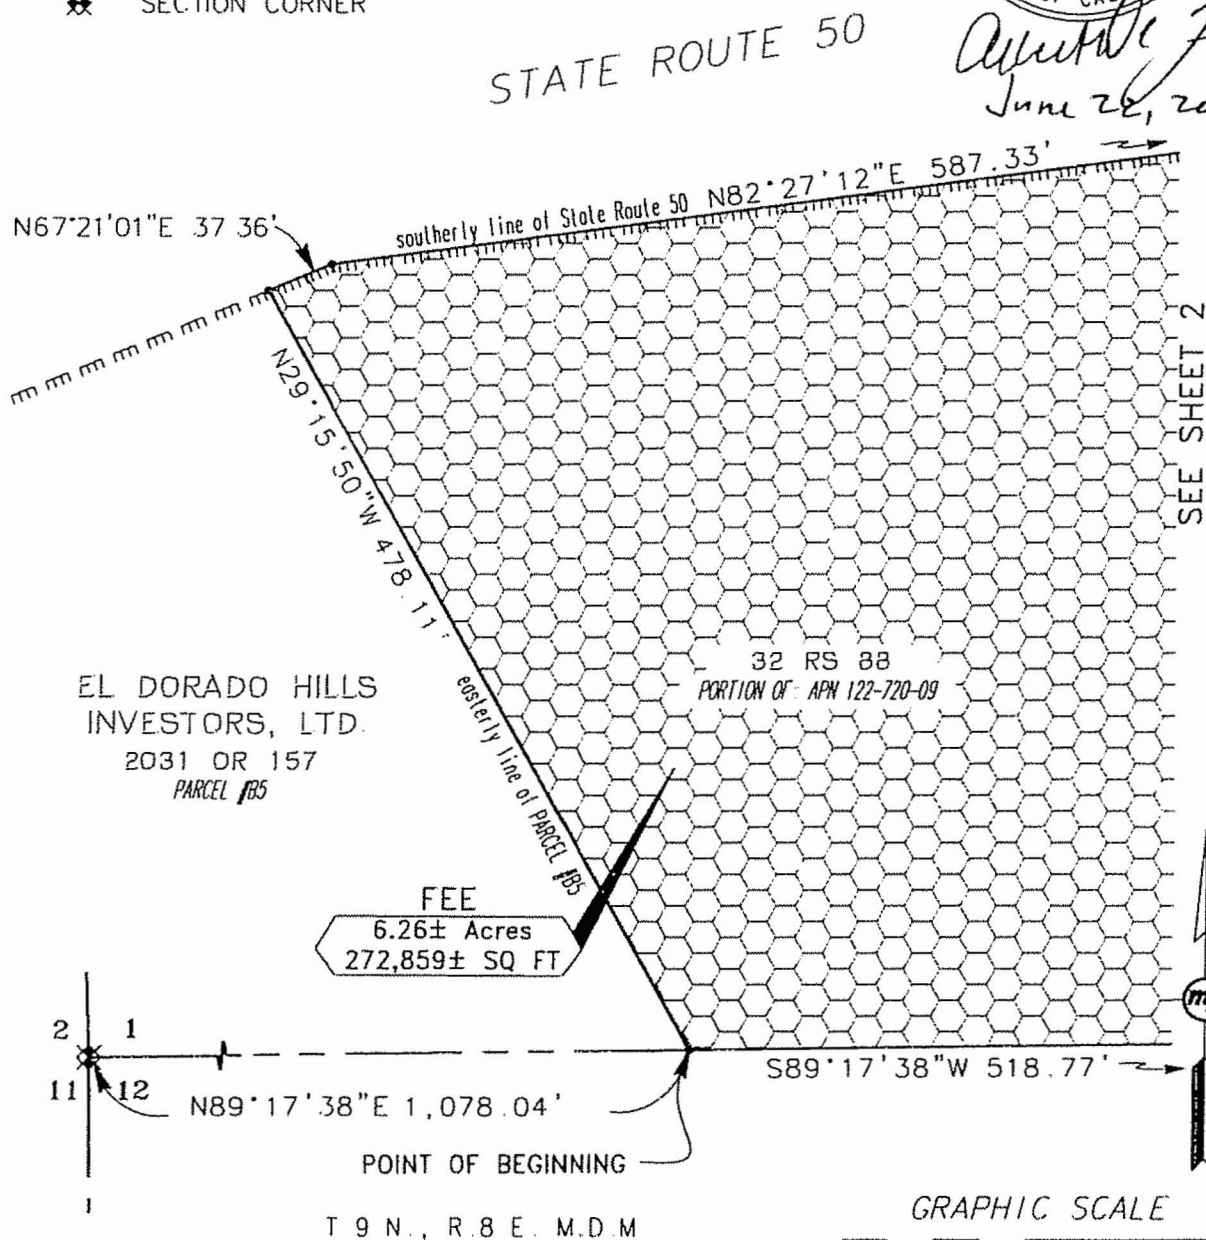 SECTION CORNER
STATE ROUTE 50
June 22, 20
N67°21'01"E 37 36'
southerly line of State Route 50 N82°27'12"E 587.33'
SEE SHEET 2
N29°15'50"W 478.11'
easterly line of PARCEL #B5
32 RS 88
PORTION OF: APN 122-720-09
EL DORADO HILLS
INVESTORS, LTD.
2031 OR 157
PARCEL #B5
FEE
6.26± Acres
272,859± SQ FT
2 1
11 12
S89°17'38"W 518.77'
N89°17'38"E 1,078.04'
POINT OF BEGINNING
T 9 N., R.8 E. M.D.M
GRAPHIC SCALE